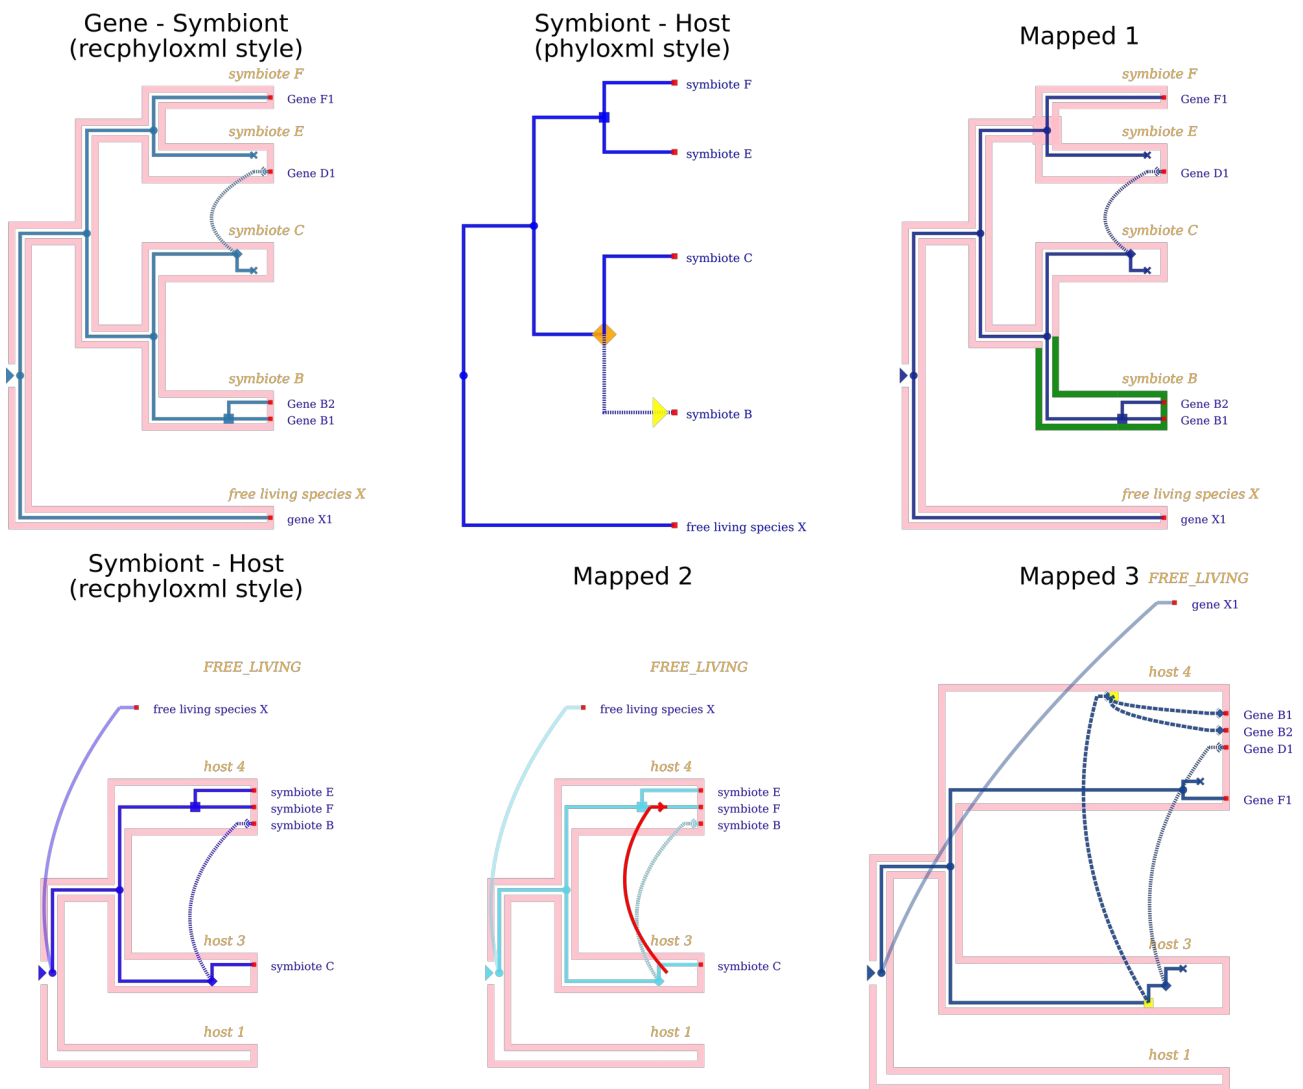 Gene - Symbiont
(recphyloxml style)
symbiote F
Gene F1
symbiote E
Gene D1
symbiote C
symbiote B
Gene B2
Gene B1
free living species X
gene X1
Symbiont - Host
(phyloxml style)
symbiote F
symbiote E
symbiote C
symbiote B
free living species X
Mapped 1
symbiote F
Gene F1
symbiote E
Gene D1
symbiote C
symbiote B
Gene B2
Gene B1
free living species X
gene X1
Symbiont - Host
(recphyloxml style)
FREE_LIVING
free living species X
host 4
symbiote E
symbiote F
symbiote B
host 3
symbiote C
host 1
Mapped 2
FREE_LIVING
free living species X
host 4
symbiote E
symbiote F
symbiote B
host 3
symbiote C
host 1
Mapped 3
FREE_LIVING
gene X1
host 4
Gene B1
Gene B2
Gene D1
Gene F1
host 3
host 1